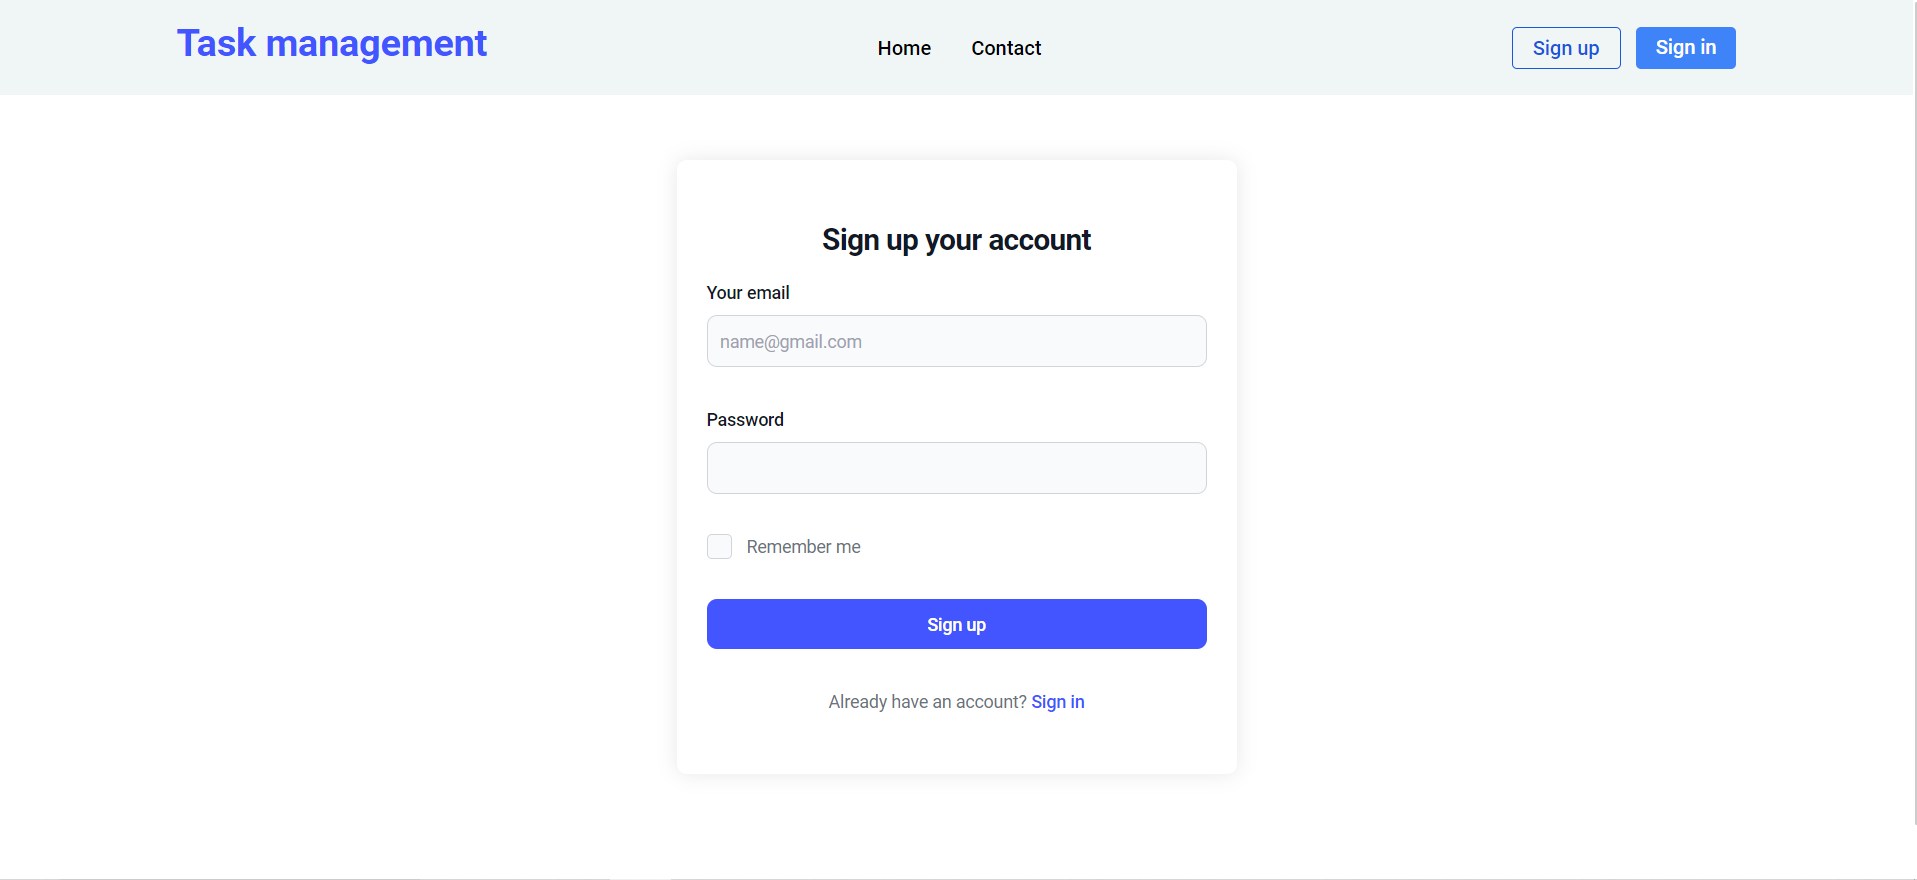 Task management
Home
Contact
Sign up
Sign in
Sign up your account
Your email
name@gmail.com
Password
Remember me
Sign up
Already have an account? Sign in